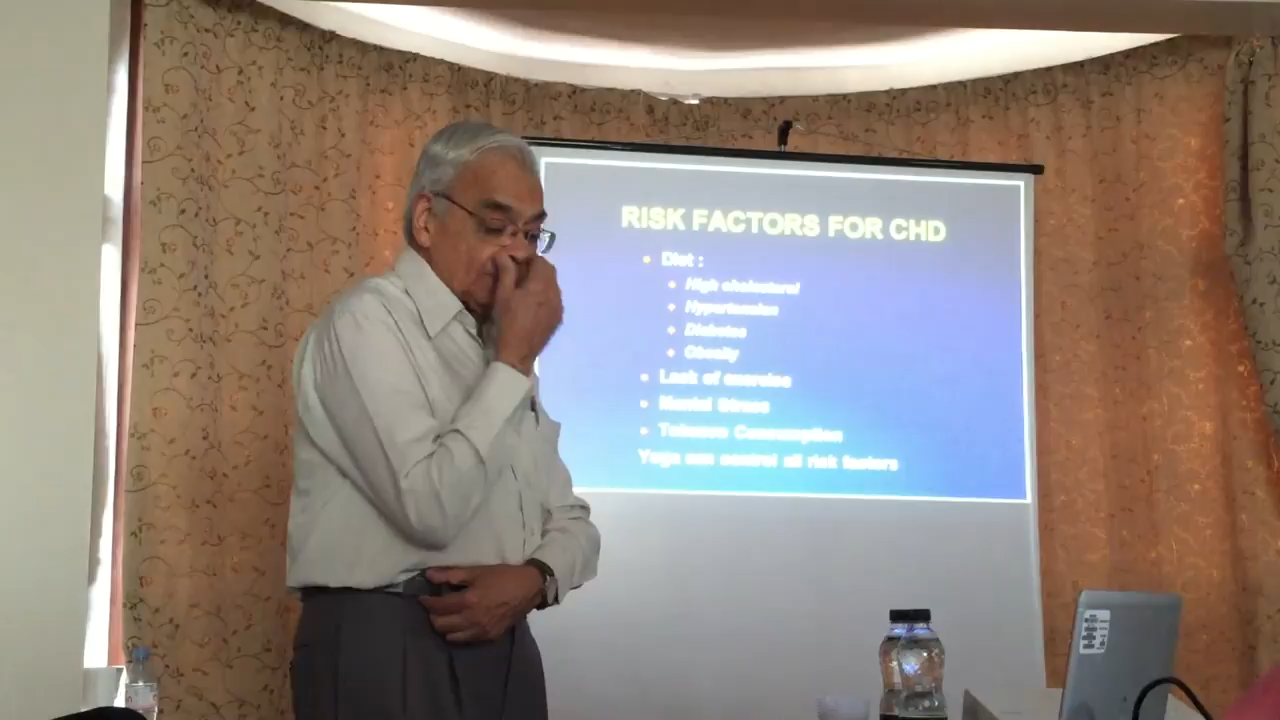 RISK FACTORS FOR CHD
Diet :
High cholesterol
Hypertension
Diabetes
Obesity
Lack of exercise
Mental Stress
Tobacco Consumption
Yoga can control all risk factors